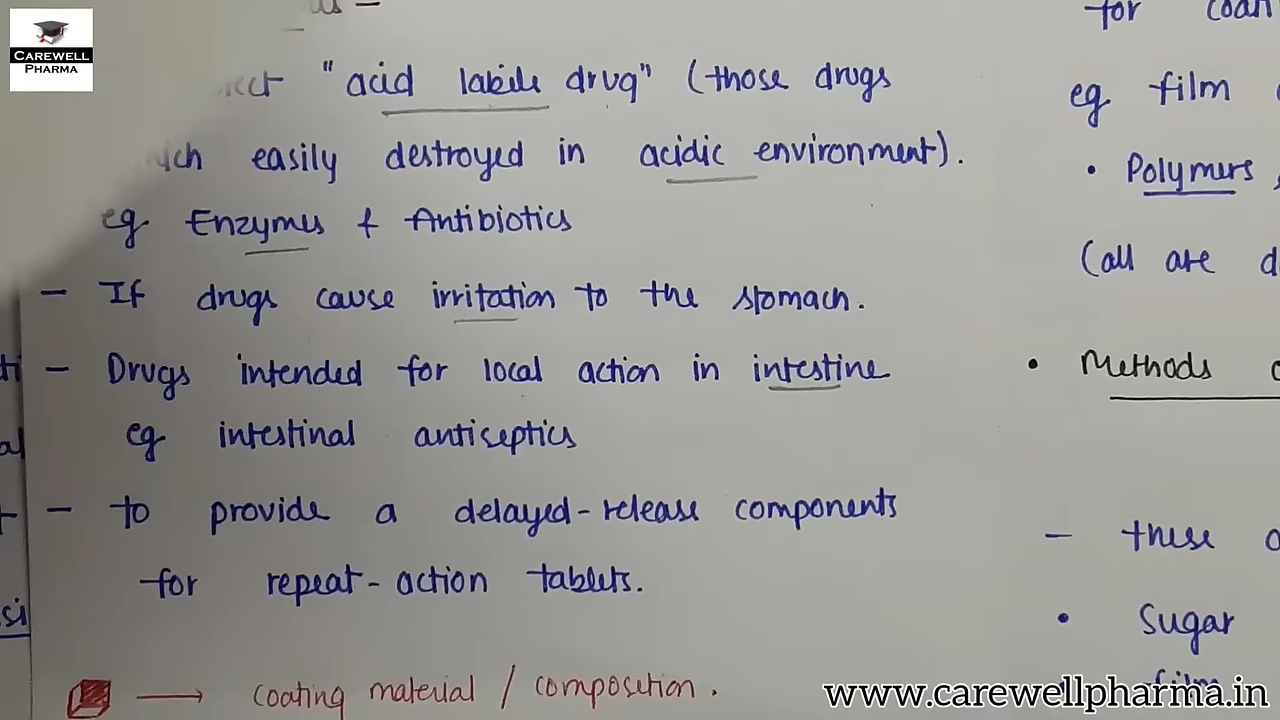 CAREWELL
PHARMA
"acid labile drug" (those drugs
easily destroyed in acidic environment).
eg Enzymes & Antibiotics
- If drugs cause irritation to the stomach.
- Drugs intended for local action in intestine
eg intestinal antiseptics
- to provide a delayed-release components
for repeat-action tablets.
→ coating material / composition.
for
eg film
• Polymers,
(all are
• Methods
- these
• Sugar
film
www.carewellpharma.in